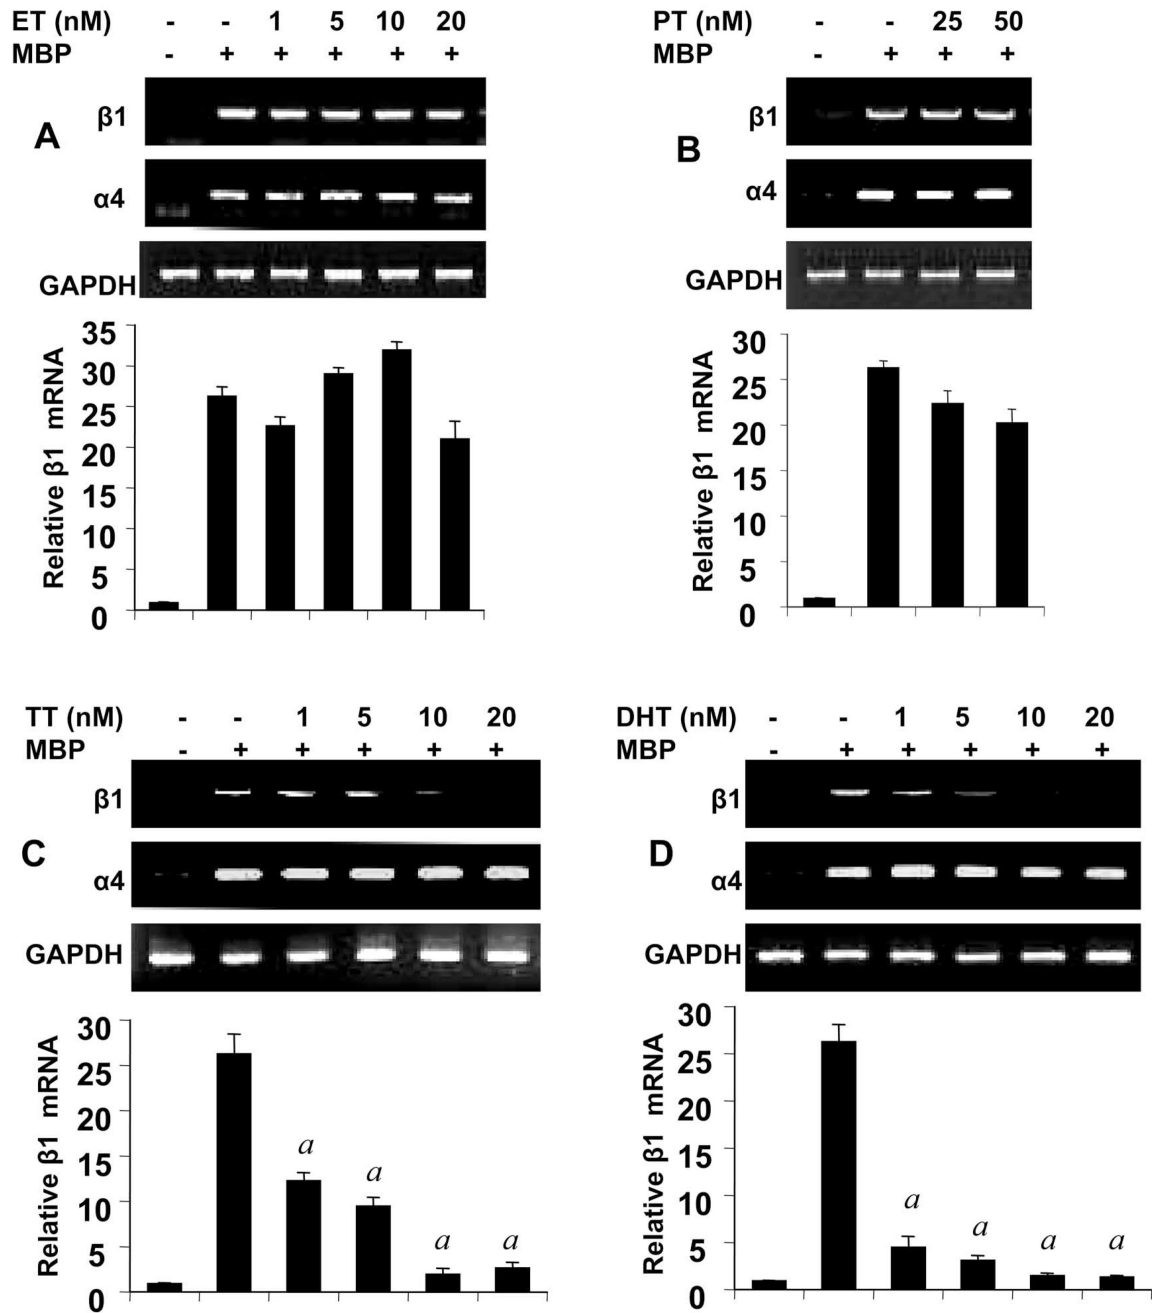 ET (nM) - - 1 5 10 20
MBP - + + + + +
β1
A
α4
GAPDH
35
30
25
20
15
10
5
0
Relative β1 mRNA
PT (nM) - - 25 50
MBP - + + +
β1
B
α4
GAPDH
30
25
20
15
10
5
0
Relative β1 mRNA
TT (nM) - - 1 5 10 20
MBP - + + + + +
β1
C
α4
GAPDH
30
25
20
15
10
5
0
Relative β1 mRNA
a
a
a
a
DHT (nM) - - 1 5 10 20
MBP - + + + + +
β1
D
α4
GAPDH
30
25
20
15
10
5
0
Relative β1 mRNA
a
a
a
a